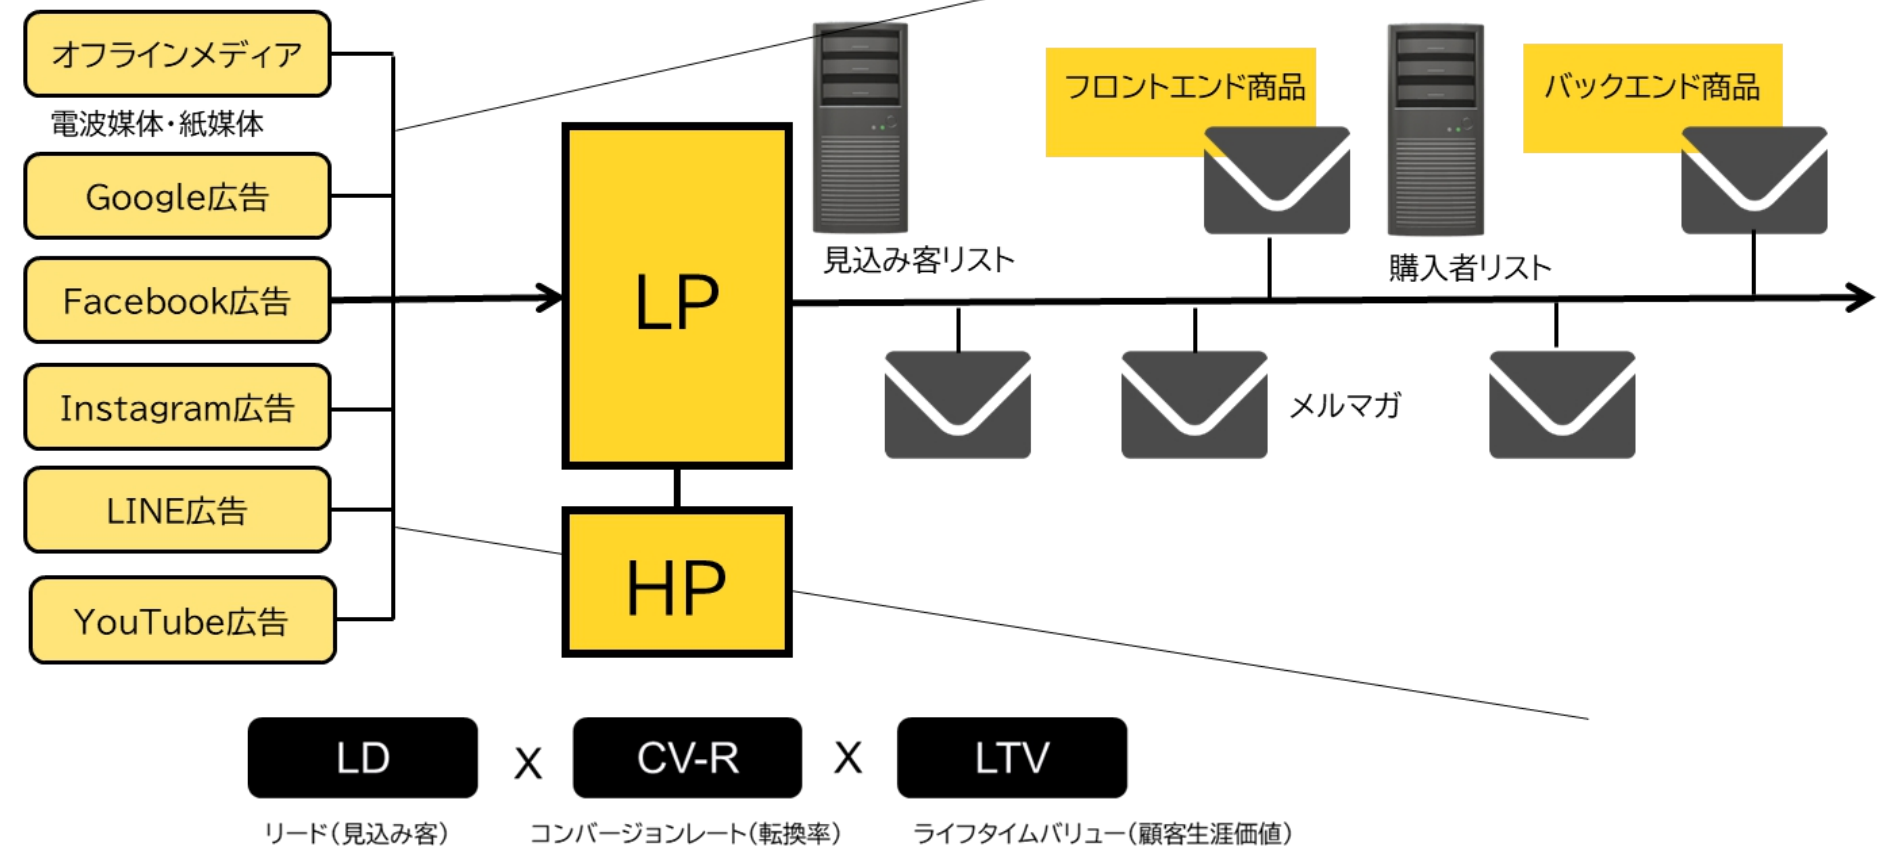 オフラインメディア
電波媒体・紙媒体
Google広告
Facebook広告
Instagram広告
LINE広告
YouTube広告
LP
HP
見込み客リスト
フロントエンド商品
購入者リスト
バックエンド商品
メルマガ
LD X CV-R X LTV
リード(見込み客) コンバージョンレート(転換率) ライフタイムバリュー(顧客生涯価値)